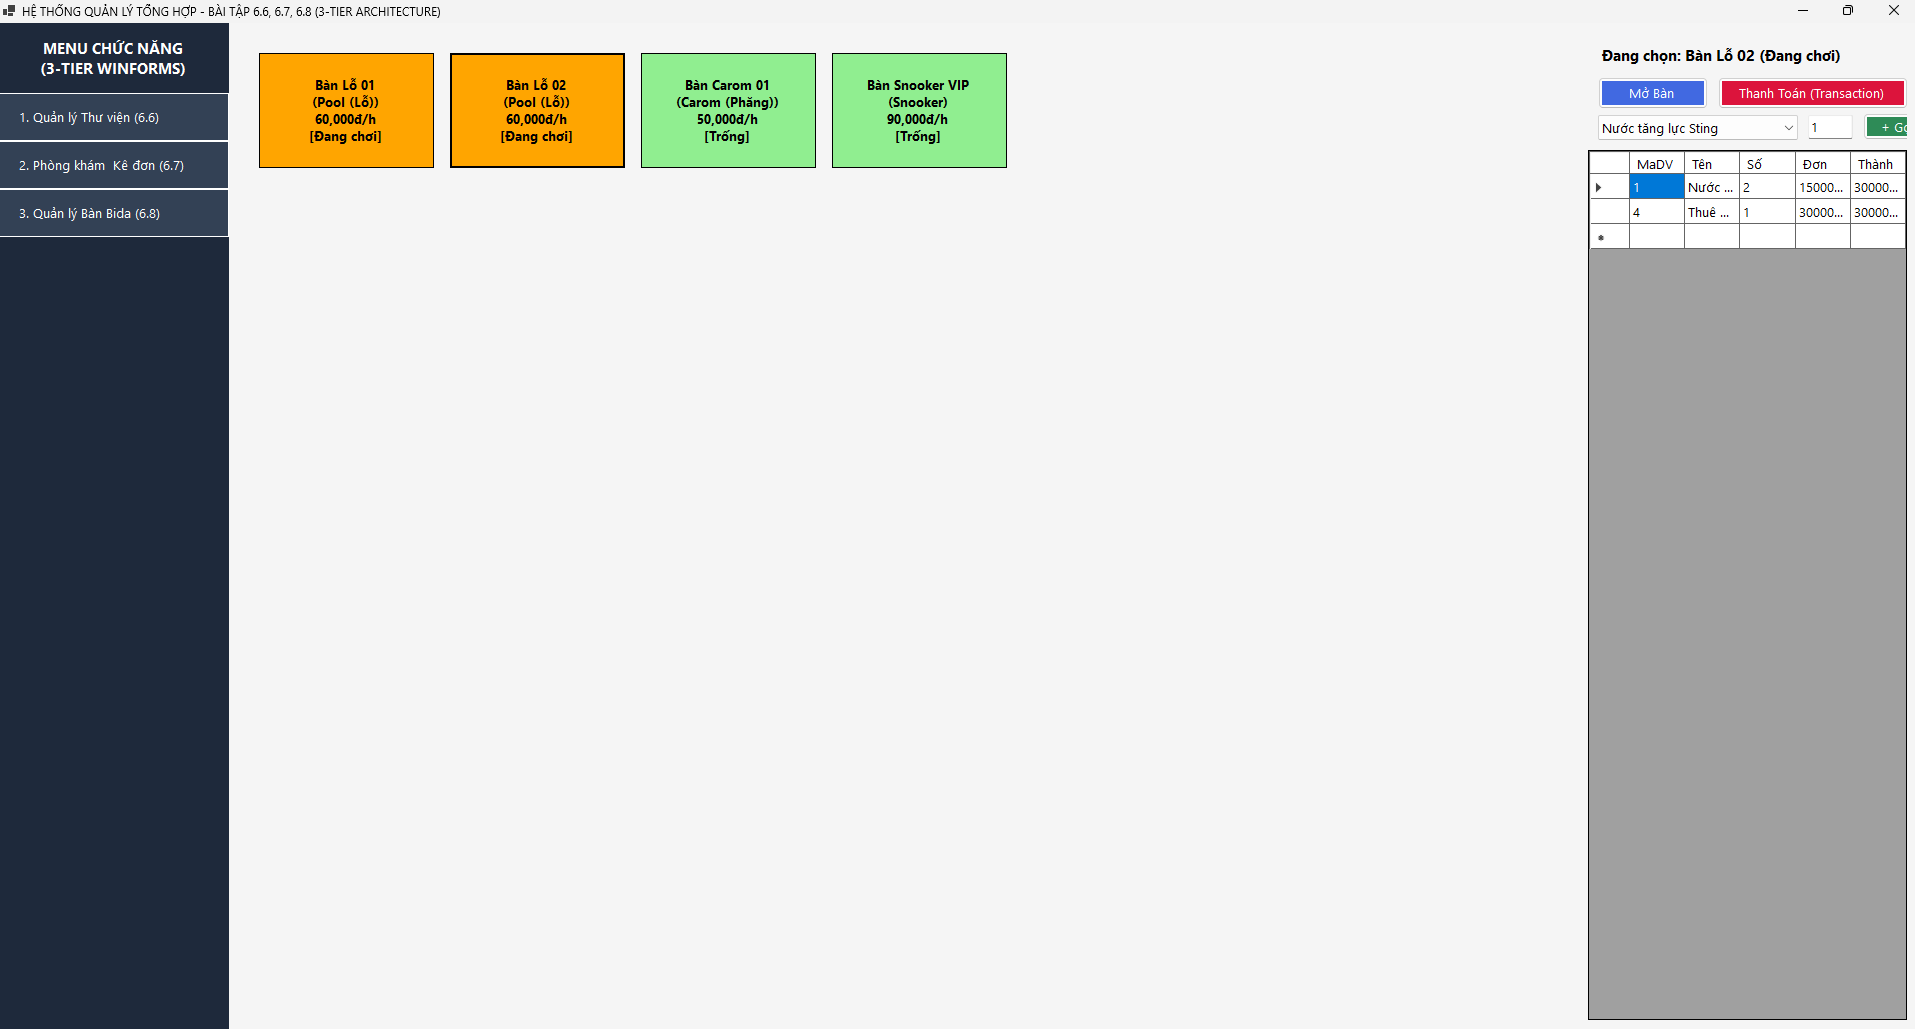 HỆ THỐNG QUẢN LÝ TỔNG HỢP - BÀI TẬP 6.6, 6.7, 6.8 (3-TIER ARCHITECTURE)
MENU CHỨC NĂNG
(3-TIER WINFORMS)
1. Quản lý Thư viện (6.6)
2. Phòng khám  Kê đơn (6.7)
3. Quản lý Bàn Bida (6.8)
Bàn Lỗ 01
(Pool (Lỗ))
60,000đ/h
[Đang chơi]
Bàn Lỗ 02
(Pool (Lỗ))
60,000đ/h
[Đang chơi]
Bàn Carom 01
(Carom (Phăng))
50,000đ/h
[Trống]
Bàn Snooker VIP
(Snooker)
90,000đ/h
[Trống]
Đang chọn: Bàn Lỗ 02 (Đang chơi)
Mở Bàn Thanh Toán (Transaction)
Nước tăng lực Sting 1 + Gọ
MaDV Tên Số Đơn Thành
1 Nước ... 2 15000... 30000...
4 Thuê ... 1 30000... 30000...